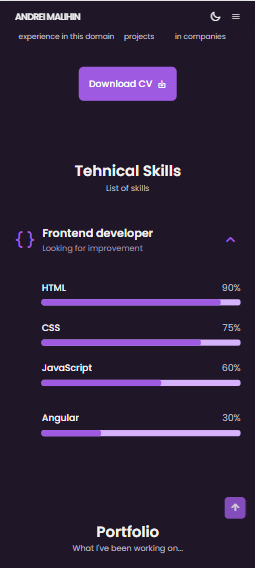 ANDREI MALIHIN
experience in this domain projects in companies
Download CV
Tehnical Skills
List of skills
{ } Frontend developer
Looking for improvement
HTML 90%
CSS 75%
JavaScript 60%
Angular 30%
Portfolio
What I've been working on...